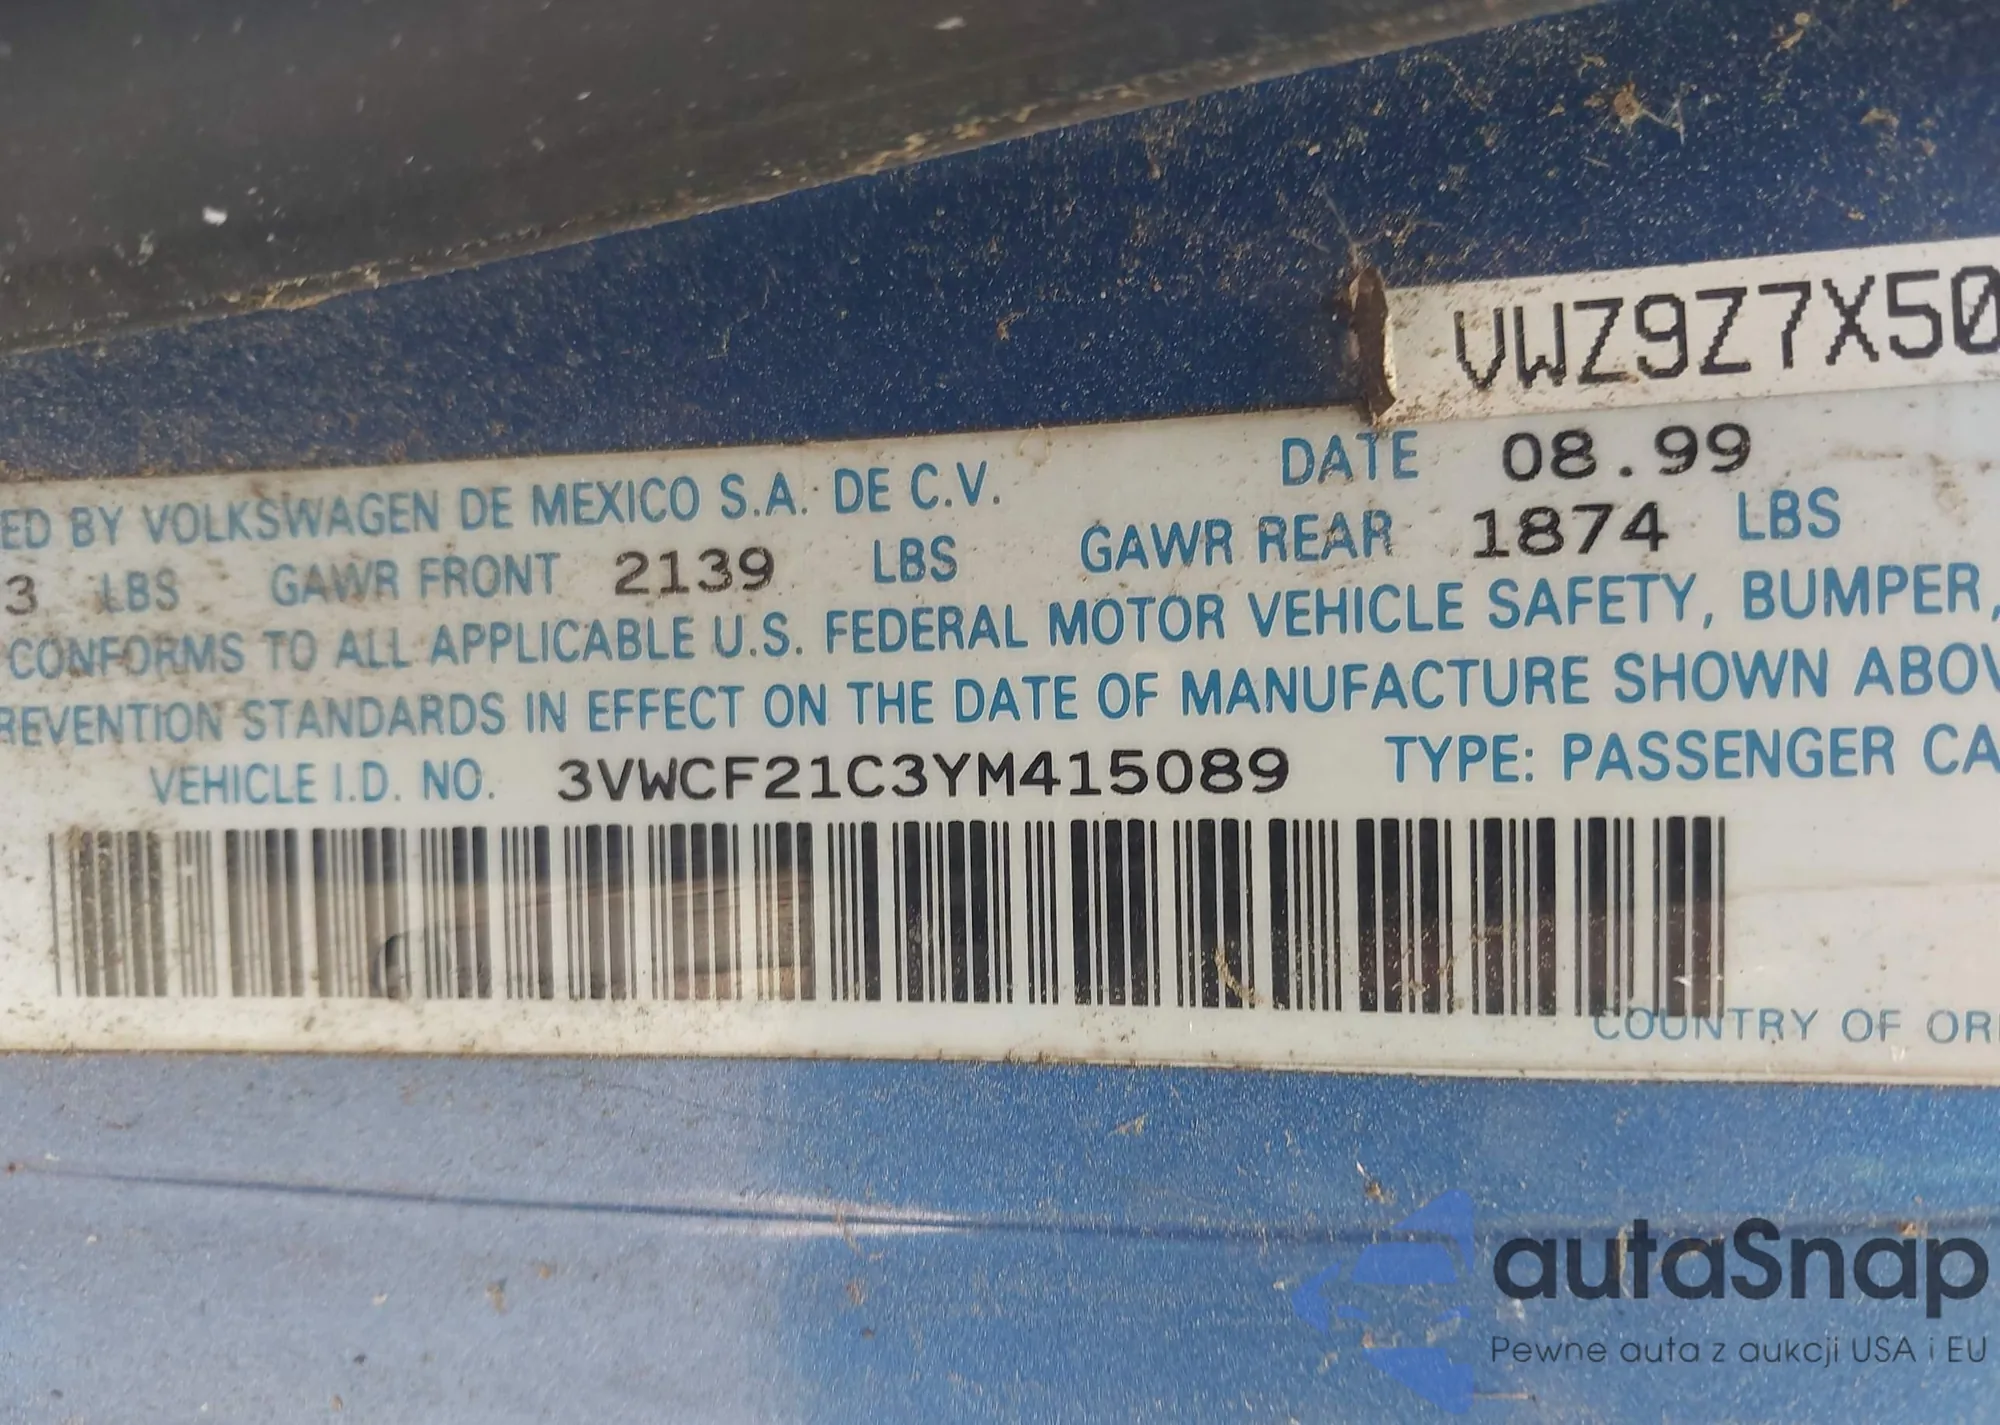 VWZ9Z7X50
DATE 08.99
ED BY VOLKSWAGEN DE MEXICO S.A. DE C.V.
3 LBS GAWR FRONT 2139 LBS GAWR REAR 1874 LBS
CONFORMS TO ALL APPLICABLE U.S. FEDERAL MOTOR VEHICLE SAFETY, BUMPER,
REVENTION STANDARDS IN EFFECT ON THE DATE OF MANUFACTURE SHOWN ABOV
VEHICLE I.D. NO. 3VWCF21C3YM415089 TYPE: PASSENGER CA
COUNTRY OF ORI
autaSnap
Pewne auta z aukcji USA i EU